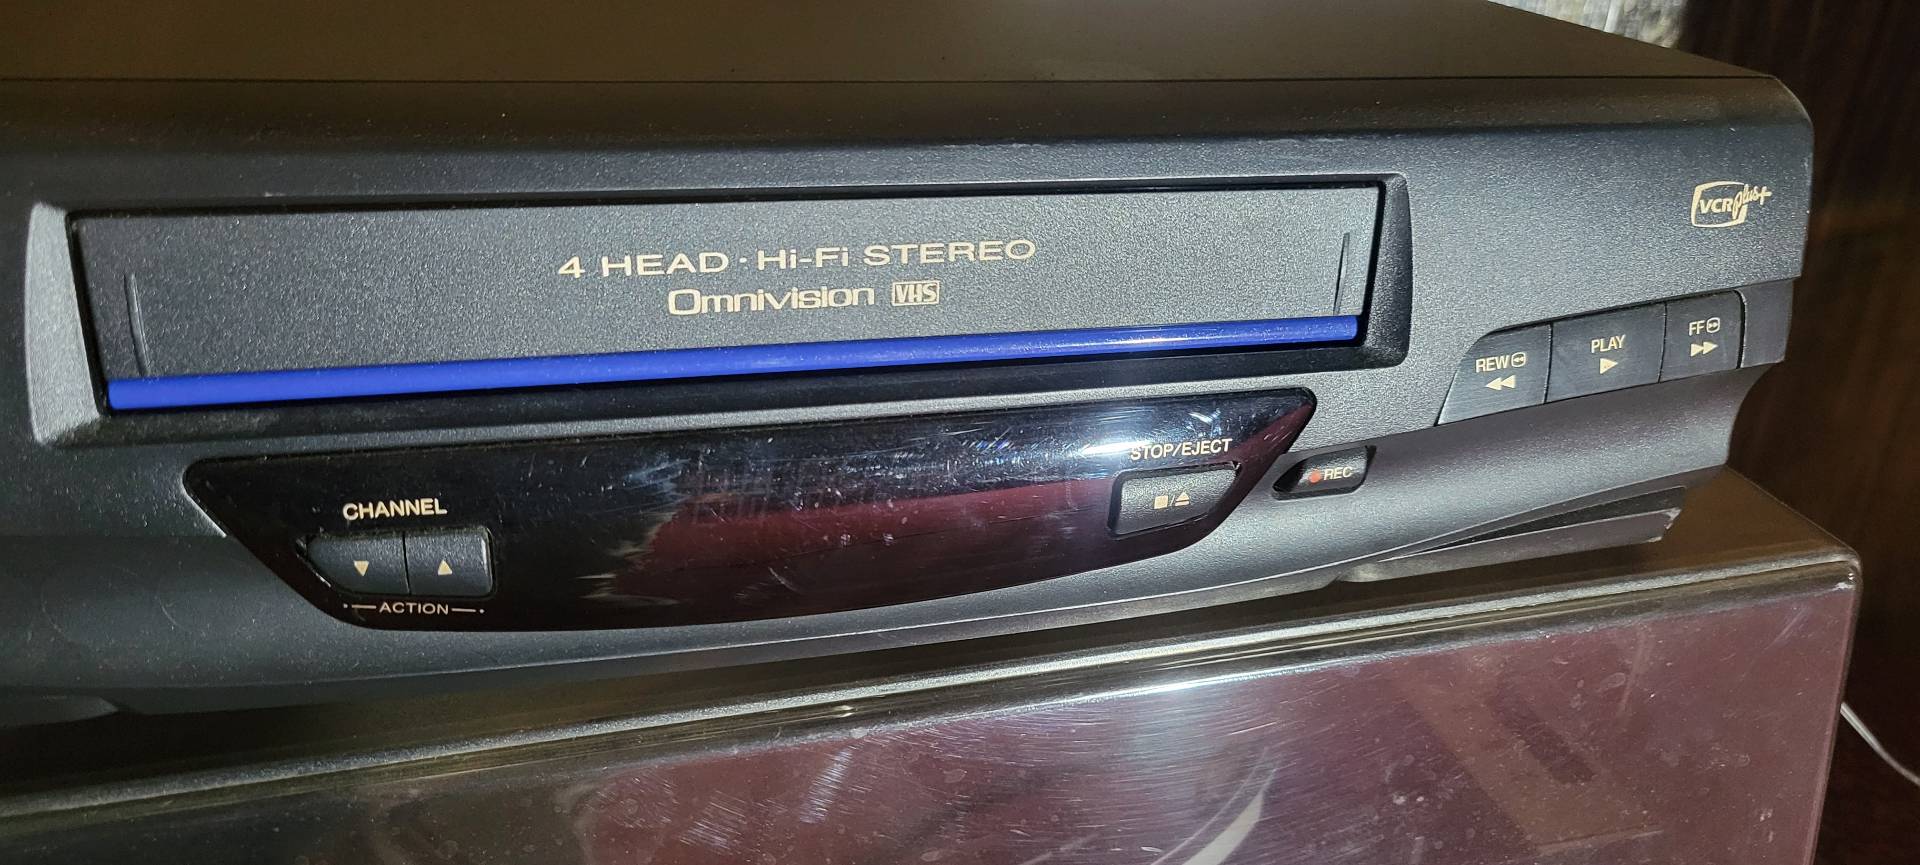 4 HEAD · Hi-Fi STEREO
Omnivision VHS
VCR plus+
REW
PLAY
FF
STOP/EJECT
REC
CHANNEL
ACTION